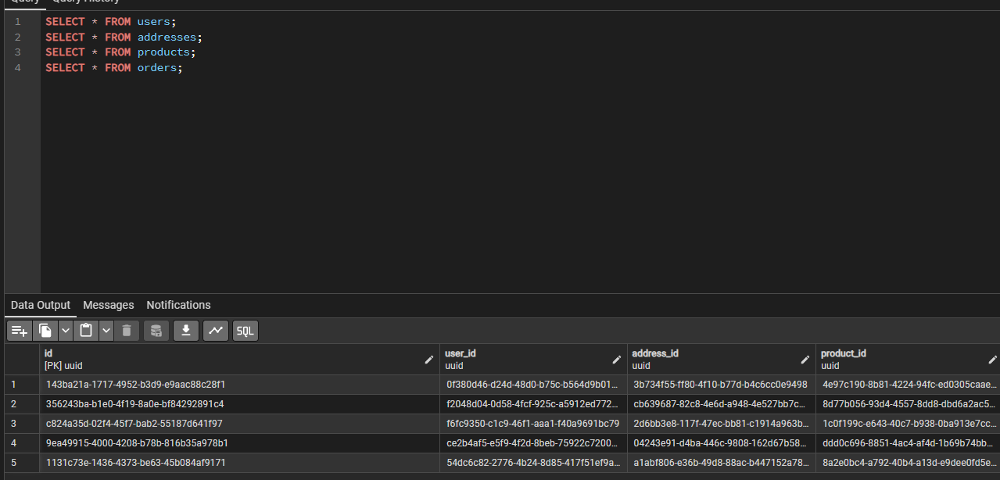 Query Query History
1 SELECT * FROM users;
2 SELECT * FROM addresses;
3 SELECT * FROM products;
4 SELECT * FROM orders;
Data Output Messages Notifications
SQL
id user_id address_id product_id
[PK] uuid uuid uuid uuid
1 143ba21a-1717-4952-b3d9-e9aac88c28f1 0f380d46-d24d-48d0-b75c-b564d9b01... 3b734f55-ff80-4f10-b77d-b4c6cc0e9498 4e97c190-8b81-4224-94fc-ed0305caae...
2 356243ba-b1e0-4f19-8a0e-bf84292891c4 f2048d04-0d58-4fcf-925c-a5912ed772... cb639687-82c8-4e6d-a948-4e527bb7c... 8d77b056-93d4-4557-8dd8-dbd6a2ac5...
3 c824a35d-02f4-45f7-bab2-55187d641f97 f6fc9350-c1c9-46f1-aaa1-f40a9691bc79 2d6bb3e8-117f-47ec-bb81-c1914a963b... 1c0f199c-e643-40c7-b938-0ba913e7cc...
4 9ea49915-4000-4208-b78b-816b35a978b1 ce2b4af5-e5f9-4f2d-8beb-75922c7200... 04243e91-d4ba-446c-9808-162d67b58... ddd0c696-8851-4ac4-af4d-1b69b74bb...
5 1131c73e-1436-4373-be63-45b084af9171 54dc6c82-2776-4b24-8d85-417f51ef9a... a1abf806-e36b-49d8-88ac-b447152a78... 8a2e0bc4-a792-40b4-a13d-e9dee0fd5e...